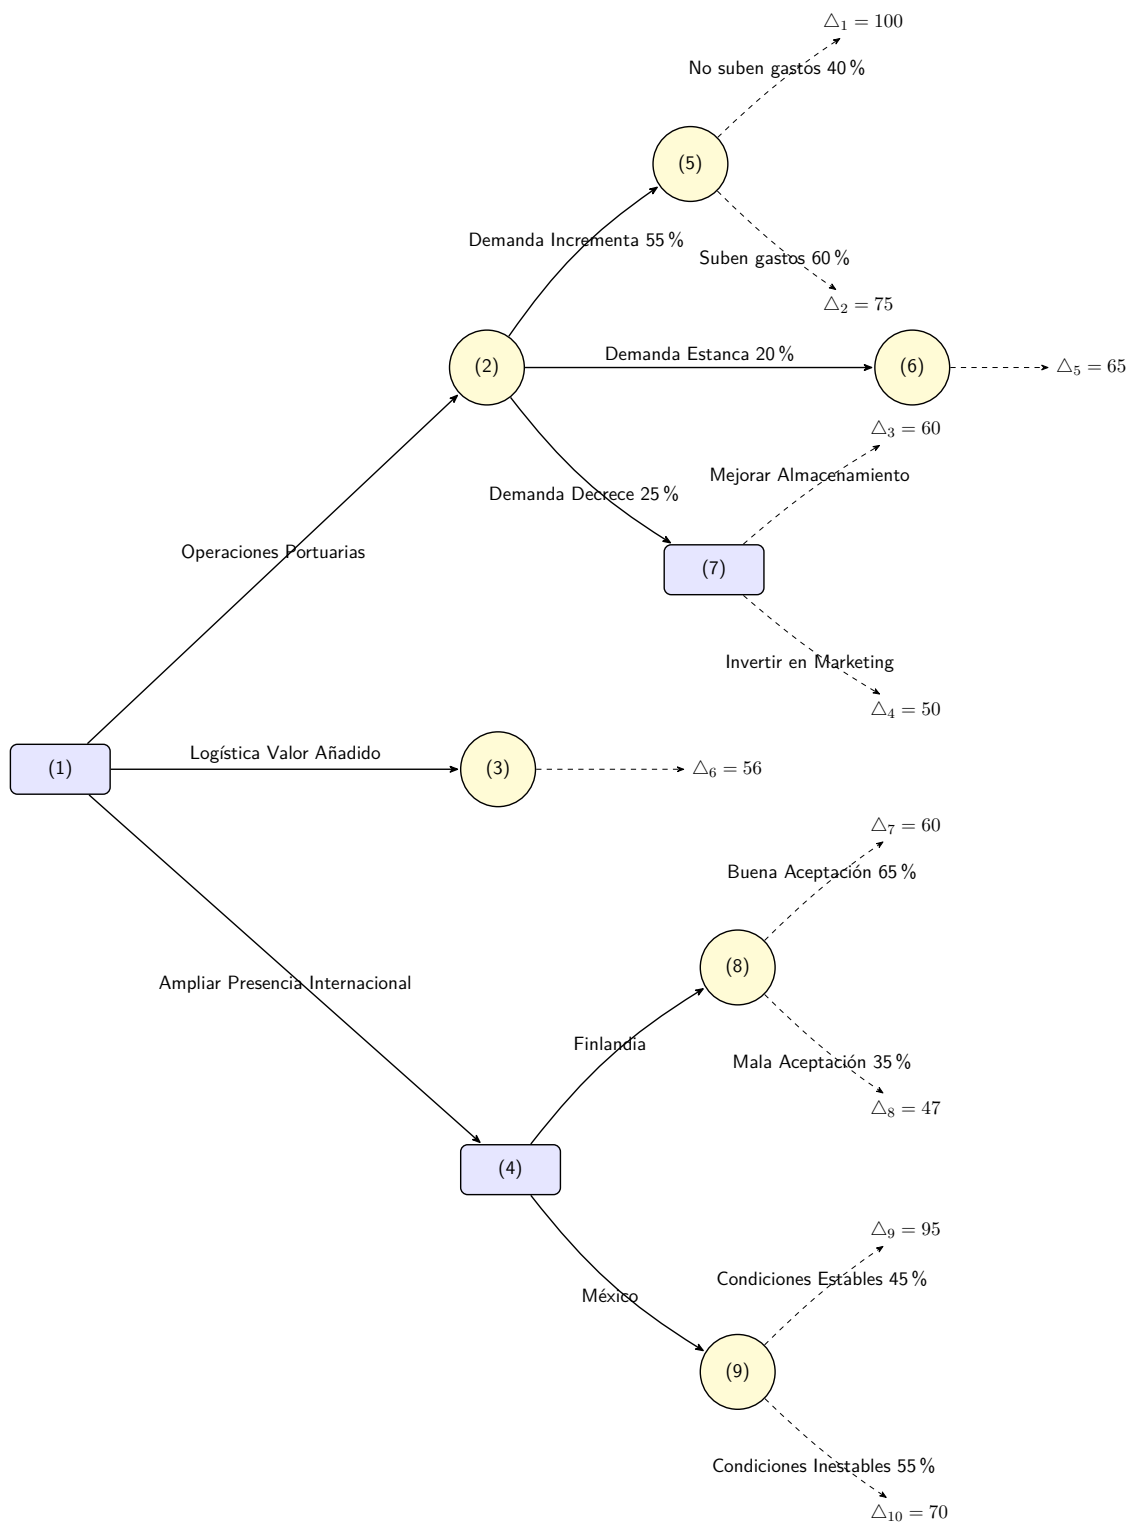 △₁ = 100
No suben gastos 40 %
(5)
Demanda Incrementa 55 %
Suben gastos 60 %
△₂ = 75
(2)
Demanda Estanca 20 %
(6)
△₅ = 65
△₃ = 60
Mejorar Almacenamiento
Demanda Decrece 25 %
(7)
Operaciones Portuarias
Invertir en Marketing
△₄ = 50
(1)
Logística Valor Añadido
(3)
△₆ = 56
△₇ = 60
Buena Aceptación 65 %
(8)
Ampliar Presencia Internacional
Finlandia
Mala Aceptación 35 %
△₈ = 47
(4)
△₉ = 95
Condiciones Estables 45 %
México
(9)
Condiciones Inestables 55 %
△₁₀ = 70